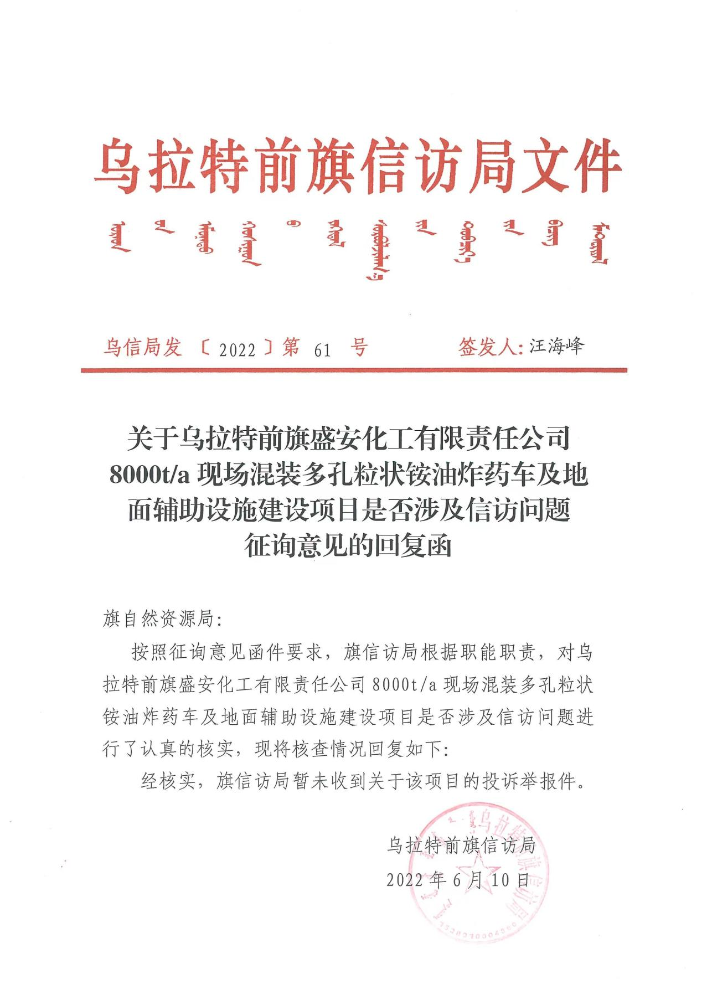 乌拉特前旗信访局文件
乌信局发〔2022〕第 61 号 签发人:汪海峰
关于乌拉特前旗盛安化工有限责任公司
8000t/a 现场混装多孔粒状铵油炸药车及地
面辅助设施建设项目是否涉及信访问题
征询意见的回复函
旗自然资源局:
按照征询意见函件要求，旗信访局根据职能职责，对乌
拉特前旗盛安化工有限责任公司 8000t/a 现场混装多孔粒状
铵油炸药车及地面辅助设施建设项目是否涉及信访问题进
行了认真的核实，现将核查情况回复如下:
经核实，旗信访局暂未收到关于该项目的投诉举报件。
乌拉特前旗信访局
2022 年 6 月 10 日
乌拉特前旗信访局